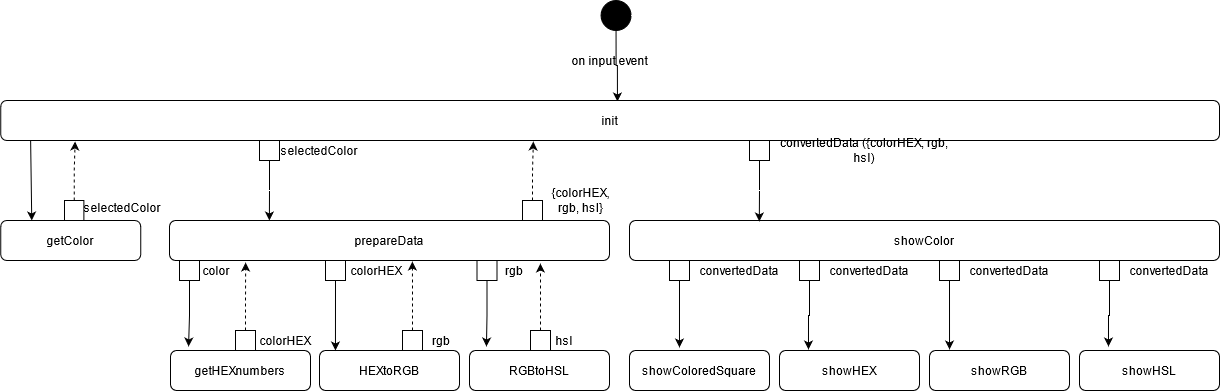 on input event
init
selectedColor
convertedData ({colorHEX, rgb,
hsl)
selectedColor
{colorHEX,
rgb, hsl}
getColor
prepareData
showColor
color
colorHEX
rgb
convertedData
convertedData
convertedData
convertedData
colorHEX
rgb
hsl
getHEXnumbers
HEXtoRGB
RGBtoHSL
showColoredSquare
showHEX
showRGB
showHSL